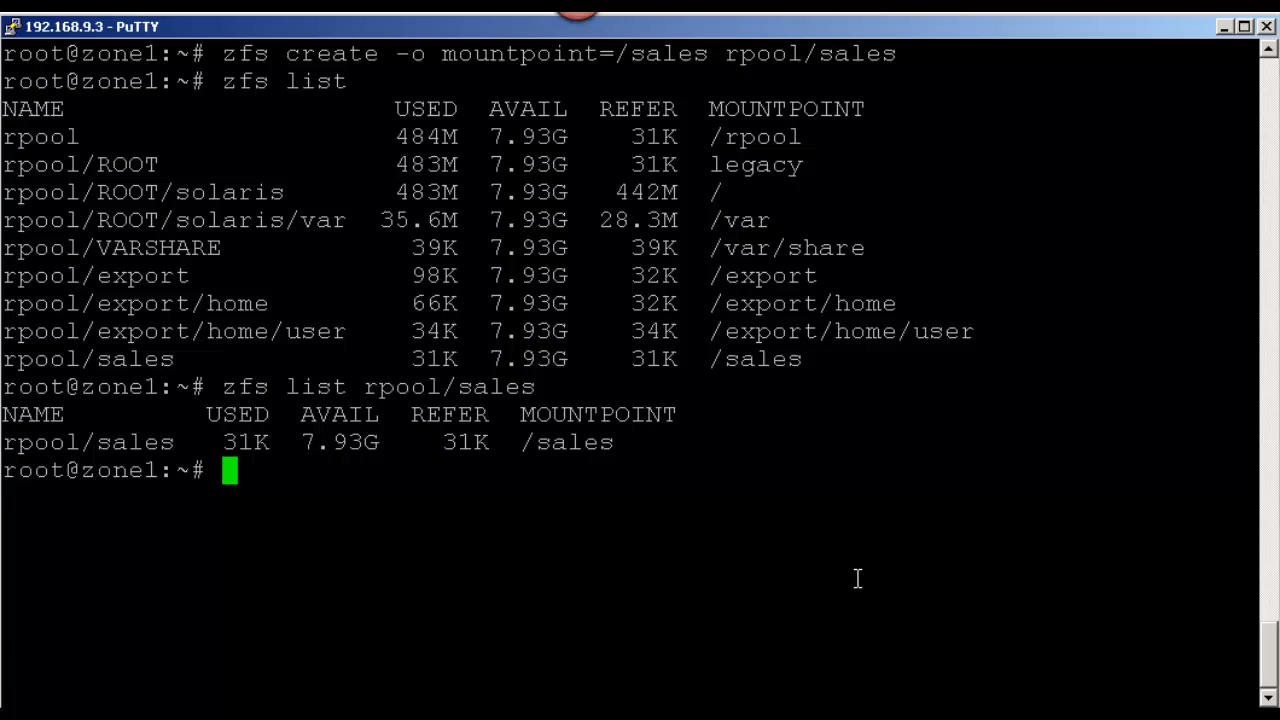 192.168.9.3 - PuTTY
root@zone1:~# zfs create -o mountpoint=/sales rpool/sales
root@zone1:~# zfs list
NAME USED AVAIL REFER MOUNTPOINT
rpool 484M 7.93G 31K /rpool
rpool/ROOT 483M 7.93G 31K legacy
rpool/ROOT/solaris 483M 7.93G 442M /
rpool/ROOT/solaris/var 35.6M 7.93G 28.3M /var
rpool/VARSHARE 39K 7.93G 39K /var/share
rpool/export 98K 7.93G 32K /export
rpool/export/home 66K 7.93G 32K /export/home
rpool/export/home/user 34K 7.93G 34K /export/home/user
rpool/sales 31K 7.93G 31K /sales
root@zone1:~# zfs list rpool/sales
NAME USED AVAIL REFER MOUNTPOINT
rpool/sales 31K 7.93G 31K /sales
root@zone1:~#